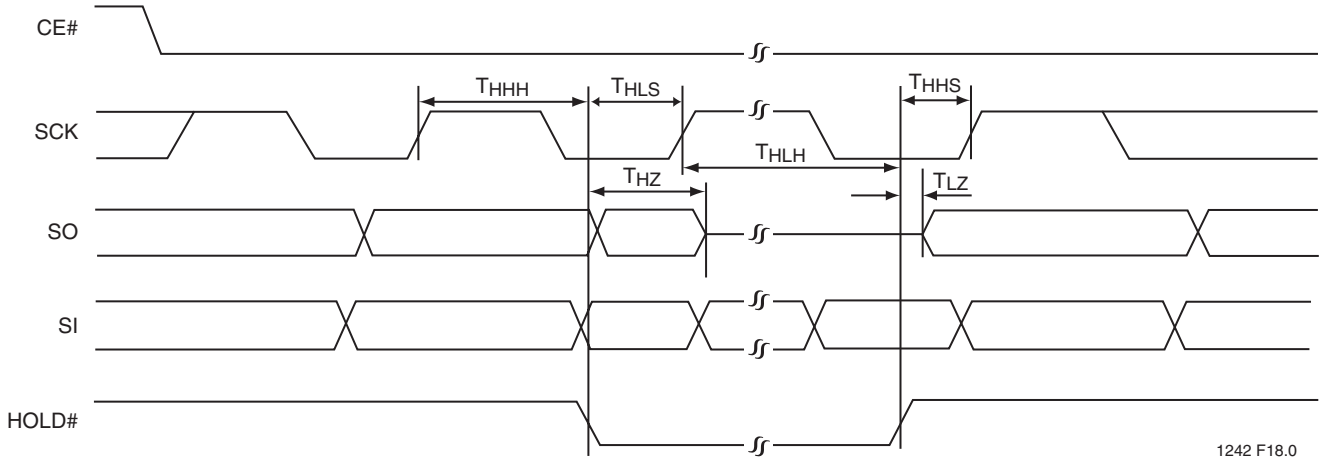 CE#
THHH THLS THHS
SCK
THLH
THZ TLZ
SO
SI
HOLD#
1242 F18.0